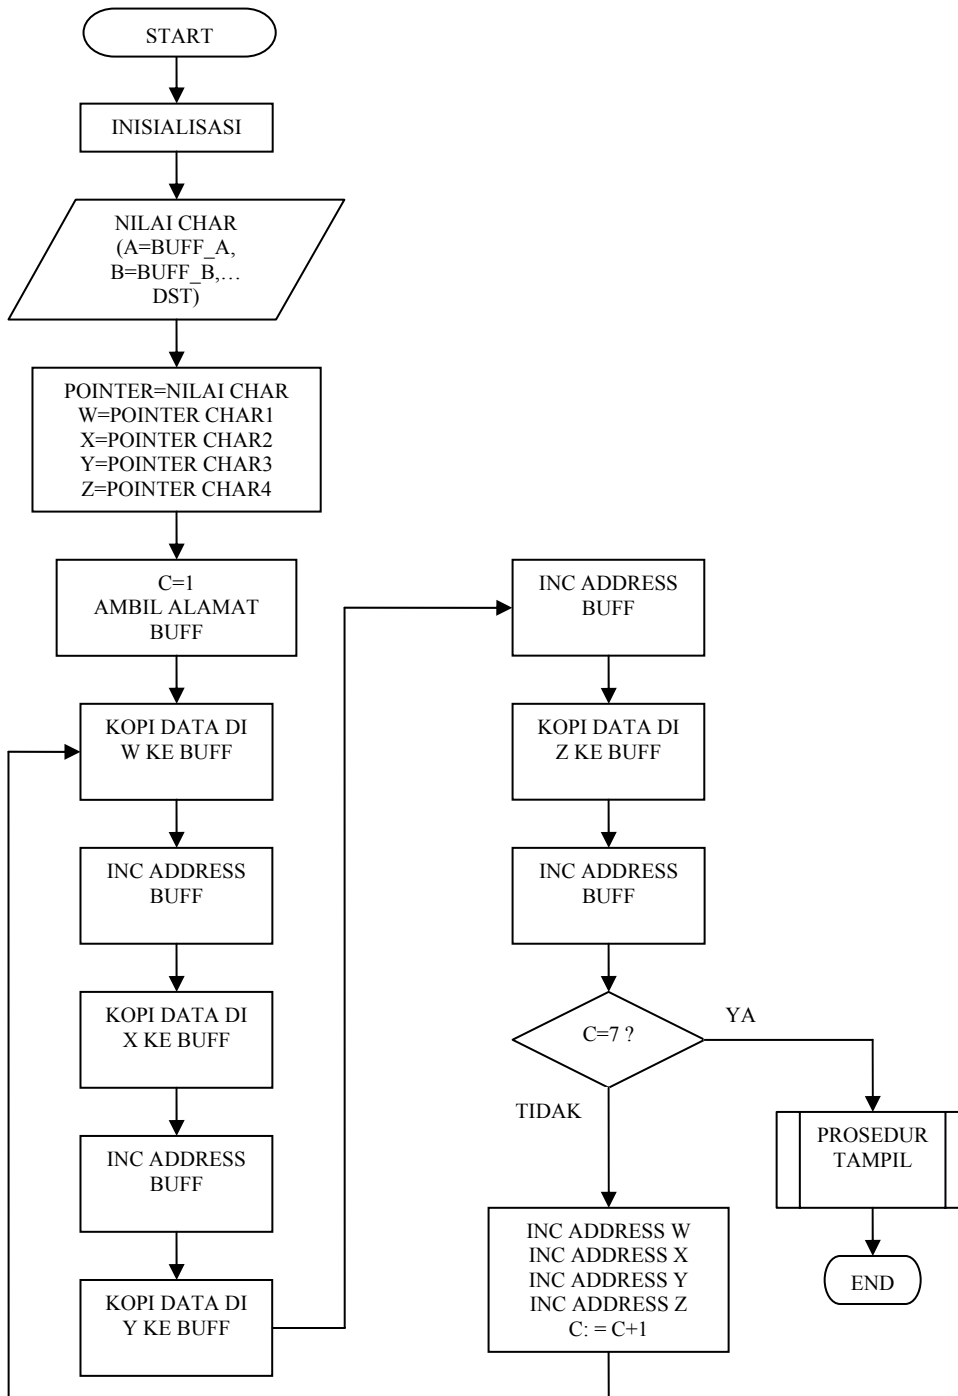 START
INISIALISASI
NILAI CHAR
(A=BUFF_A,
B=BUFF_B,…
DST)
POINTER=NILAI CHAR
W=POINTER CHAR1
X=POINTER CHAR2
Y=POINTER CHAR3
Z=POINTER CHAR4
C=1
AMBIL ALAMAT
BUFF
KOPI DATA DI
W KE BUFF
INC ADDRESS
BUFF
KOPI DATA DI
X KE BUFF
INC ADDRESS
BUFF
KOPI DATA DI
Y KE BUFF
INC ADDRESS
BUFF
KOPI DATA DI
Z KE BUFF
INC ADDRESS
BUFF
C=7 ?
YA
TIDAK
PROSEDUR
TAMPIL
END
INC ADDRESS W
INC ADDRESS X
INC ADDRESS Y
INC ADDRESS Z
C: = C+1